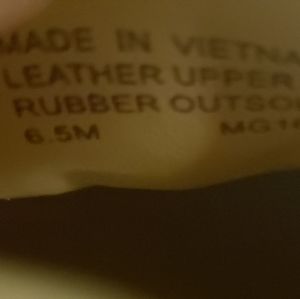 MADE IN VIETNA
LEATHER UPPER
RUBBER OUTSO
6.5M MG1